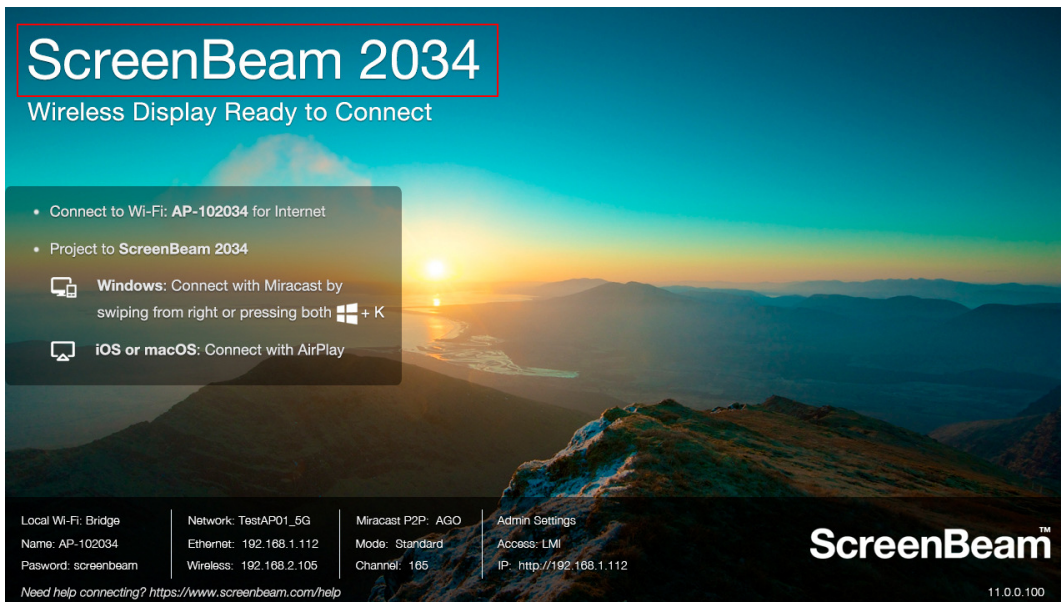 ScreenBeam 2034
Wireless Display Ready to Connect
• Connect to Wi-Fi: AP-102034 for Internet
• Project to ScreenBeam 2034
Windows: Connect with Miracast by
swiping from right or pressing both + K
iOS or macOS: Connect with AirPlay
Local Wi-Fi: Bridge
Name: AP-102034
Pasword: screenbeam
Network: TestAP01_5G
Ethernet: 192.168.1.112
Wireless: 192.168.2.105
Miracast P2P: AGO
Mode: Standard
Channel: 165
Admin Settings
Access: LMI
IP: http://192.168.1.112
Need help connecting? https://www.screenbeam.com/help
ScreenBeam™
11.0.0.100